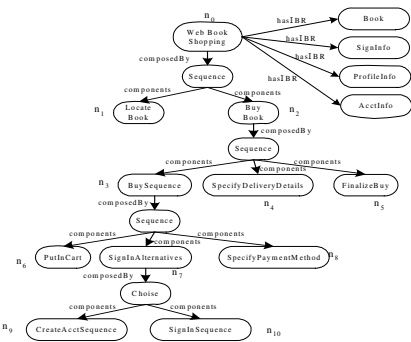 n0
Web Book
Shopping
hasIBR
Book
hasIBR
SignInfo
hasIBR
ProfileInfo
hasIBR
AcctInfo
composedBy
Sequence
components
components
n1
Locate
Book
Buy
Book
n2
composedBy
Sequence
components
components
components
n3
BuySequence
SpecifyDeliveryDetails
FinalizeBuy
n4
n5
composedBy
Sequence
components
components
components
n6
PutInCart
SignInAlternatives
SpecifyPaymentMethod
n8
n7
composedBy
Choise
components
components
n9
CreateAcctSequence
SignInSequence
n10